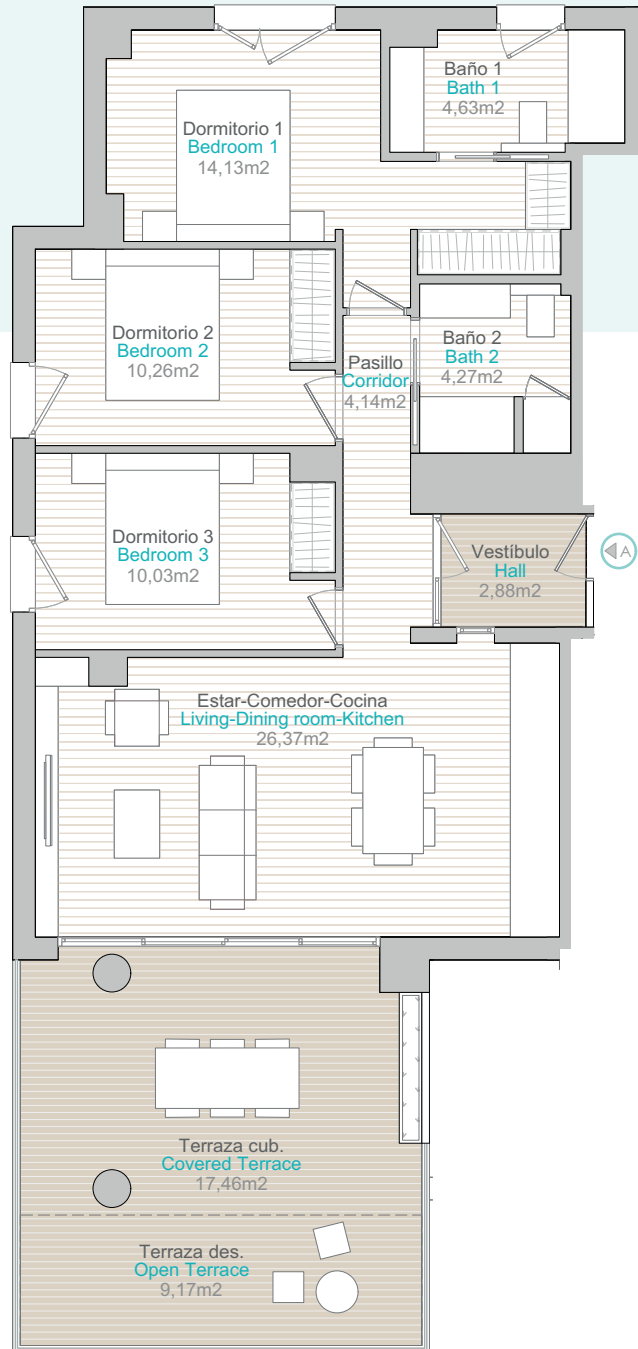 Dormitorio 1
Bedroom 1
14,13m2
Baño 1
Bath 1
4,63m2
Dormitorio 2
Bedroom 2
10,26m2
Pasillo
Corridor
4,14m2
Baño 2
Bath 2
4,27m2
Dormitorio 3
Bedroom 3
10,03m2
Vestíbulo
Hall
2,88m2
A
Estar-Comedor-Cocina
Living-Dining room-Kitchen
26,37m2
Terraza cub.
Covered Terrace
17,46m2
Terraza des.
Open Terrace
9,17m2